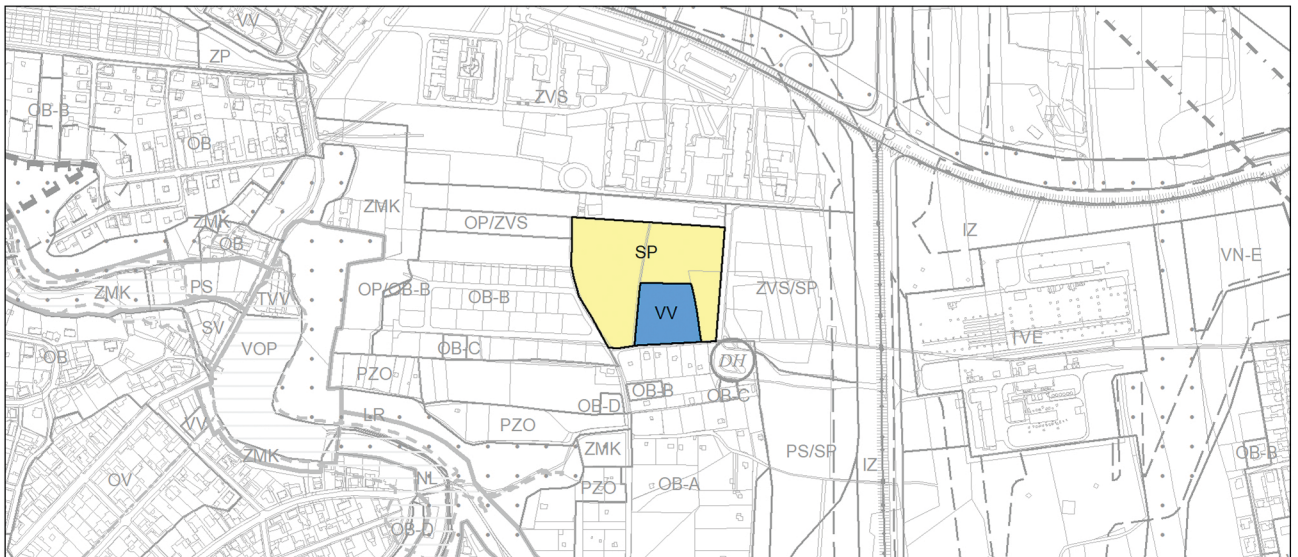 VV
ZP
ZVS
OB-B
OB
ZMK
OP/ZVS
ZMK
SP
IZ
OB
VN-E
ZMK
PS
TVV
OP/OB-B
OB-B
ZVS/SP
SV
VV
OB
VOP
OB-C
TVE
PZO
DH
OB-B
OB-C
OB-D
LR
PZO
VV
ZMK
ZMK
PS/SP
IZ
OB-B
OV
NL
PZO
OB-A
OB-D